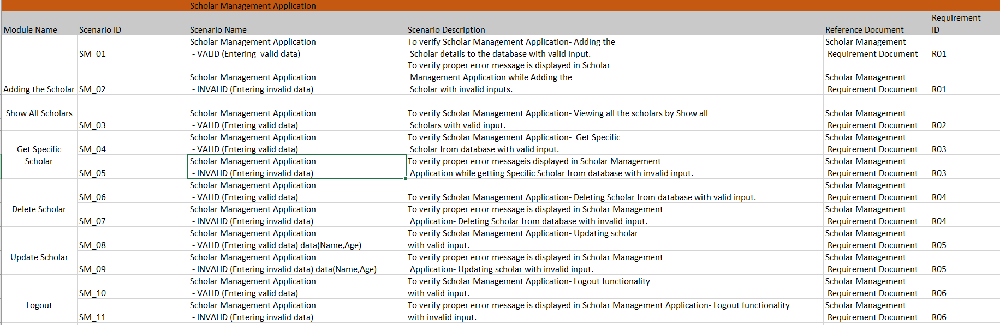 Scholar Management Application
Requirement
Module Name Scenario ID Scenario Name Scenario Description Reference Document ID
Scholar Management Application To verify Scholar Management Application- Adding the Scholar Management
SM_01 - VALID (Entering  valid data) Scholar details to the database with valid input. Requirement Document R01
To verify proper error message is displayed in Scholar
Scholar Management Application Management Application while Adding the Scholar Management
Adding the Scholar SM_02 - INVALID (Entering invalid data) Scholar with invalid inputs. Requirement Document R01
Show All Scholars Scholar Management Application To verify Scholar Management Application- Viewing all the scholars by Show all Scholar Management
SM_03 - VALID (Entering valid data) Scholars with valid input. Requirement Document R02
Scholar Management Application To verify Scholar Management Application-  Get Specific Scholar Management
Get Specific SM_04 - VALID (Entering valid data) Scholar from database with valid input. Requirement Document R03
Scholar Scholar Management Application To verify proper error messageis displayed in Scholar Management Scholar Management
SM_05 - INVALID (Entering invalid data) Application while getting Specific Scholar from database with invalid input. Requirement Document R03
Scholar Management Application Scholar Management
SM_06 - VALID (Entering valid data) To verify Scholar Management Application- Deleting Scholar from database with valid input. Requirement Document R04
Delete Scholar Scholar Management Application To verify proper error message is displayed in Scholar Management Scholar Management
SM_07 - INVALID (Entering invalid data) Application- Deleting Scholar from database with invalid input. Requirement Document R04
Scholar Management Application To verify Scholar Management Application- Updating scholar Scholar Management
SM_08 - VALID (Entering valid data) data(Name,Age) with valid input. Requirement Document R05
Update Scholar Scholar Management Application To verify proper error message is displayed in Scholar Management Scholar Management
SM_09 - INVALID (Entering invalid data) data(Name,Age) Application- Updating scholar with invalid input. Requirement Document R05
Scholar Management Application To verify Scholar Management Application- Logout functionality Scholar Management
SM_10 - VALID (Entering valid data) with valid input. Requirement Document R06
Logout Scholar Management Application To verify proper error message is displayed in Scholar Management Application- Logout functionality Scholar Management
SM_11 - INVALID (Entering invalid data) with invalid input. Requirement Document R06